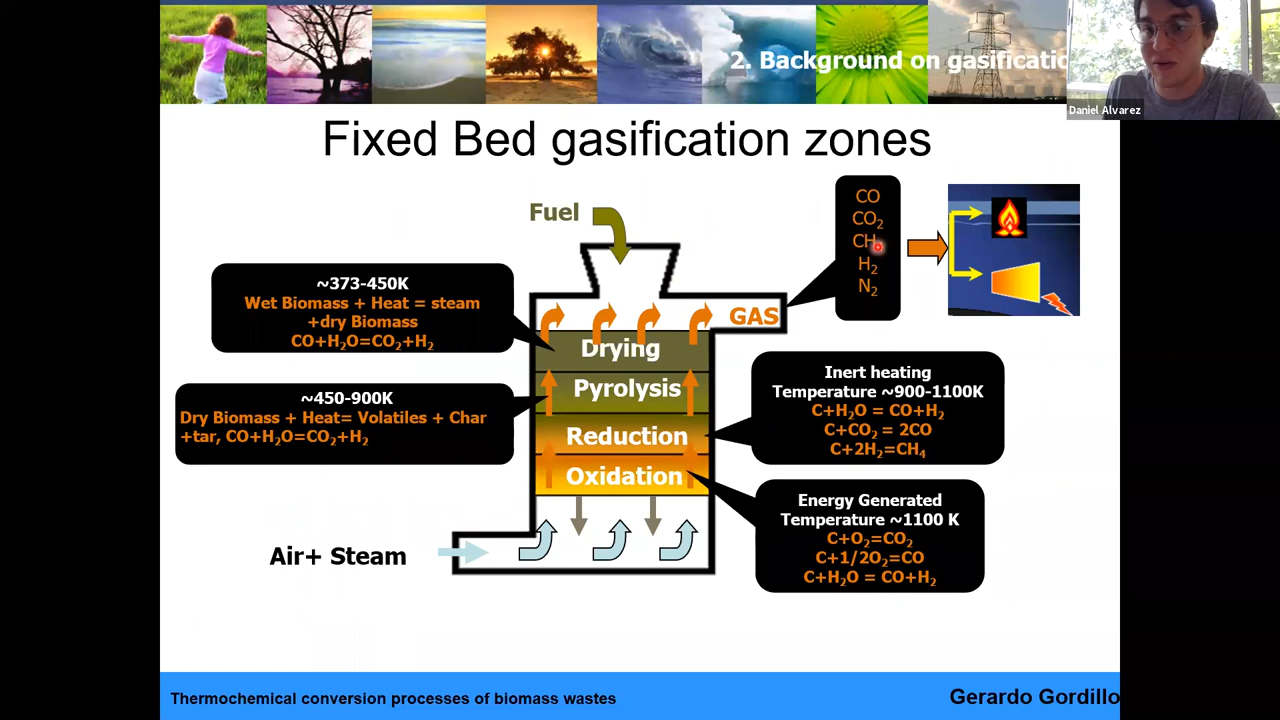 2. Background on gasificatio
Daniel Alvarez
Fixed Bed gasification zones
Fuel
CO
CO₂
CH
H₂
N₂
~373-450K
Wet Biomass + Heat = steam
+dry Biomass
CO+H₂O=CO₂+H₂
GAS
Drying
~450-900K
Dry Biomass + Heat= Volatiles + Char
+tar, CO+H₂O=CO₂+H₂
Pyrolysis
Inert heating
Temperature ~900-1100K
C+H₂O = CO+H₂
C+CO₂ = 2CO
C+2H₂=CH₄
Reduction
Oxidation
Energy Generated
Temperature ~1100 K
C+O₂=CO₂
C+1/2O₂=CO
C+H₂O = CO+H₂
Air+ Steam
Thermochemical conversion processes of biomass wastes
Gerardo Gordillo